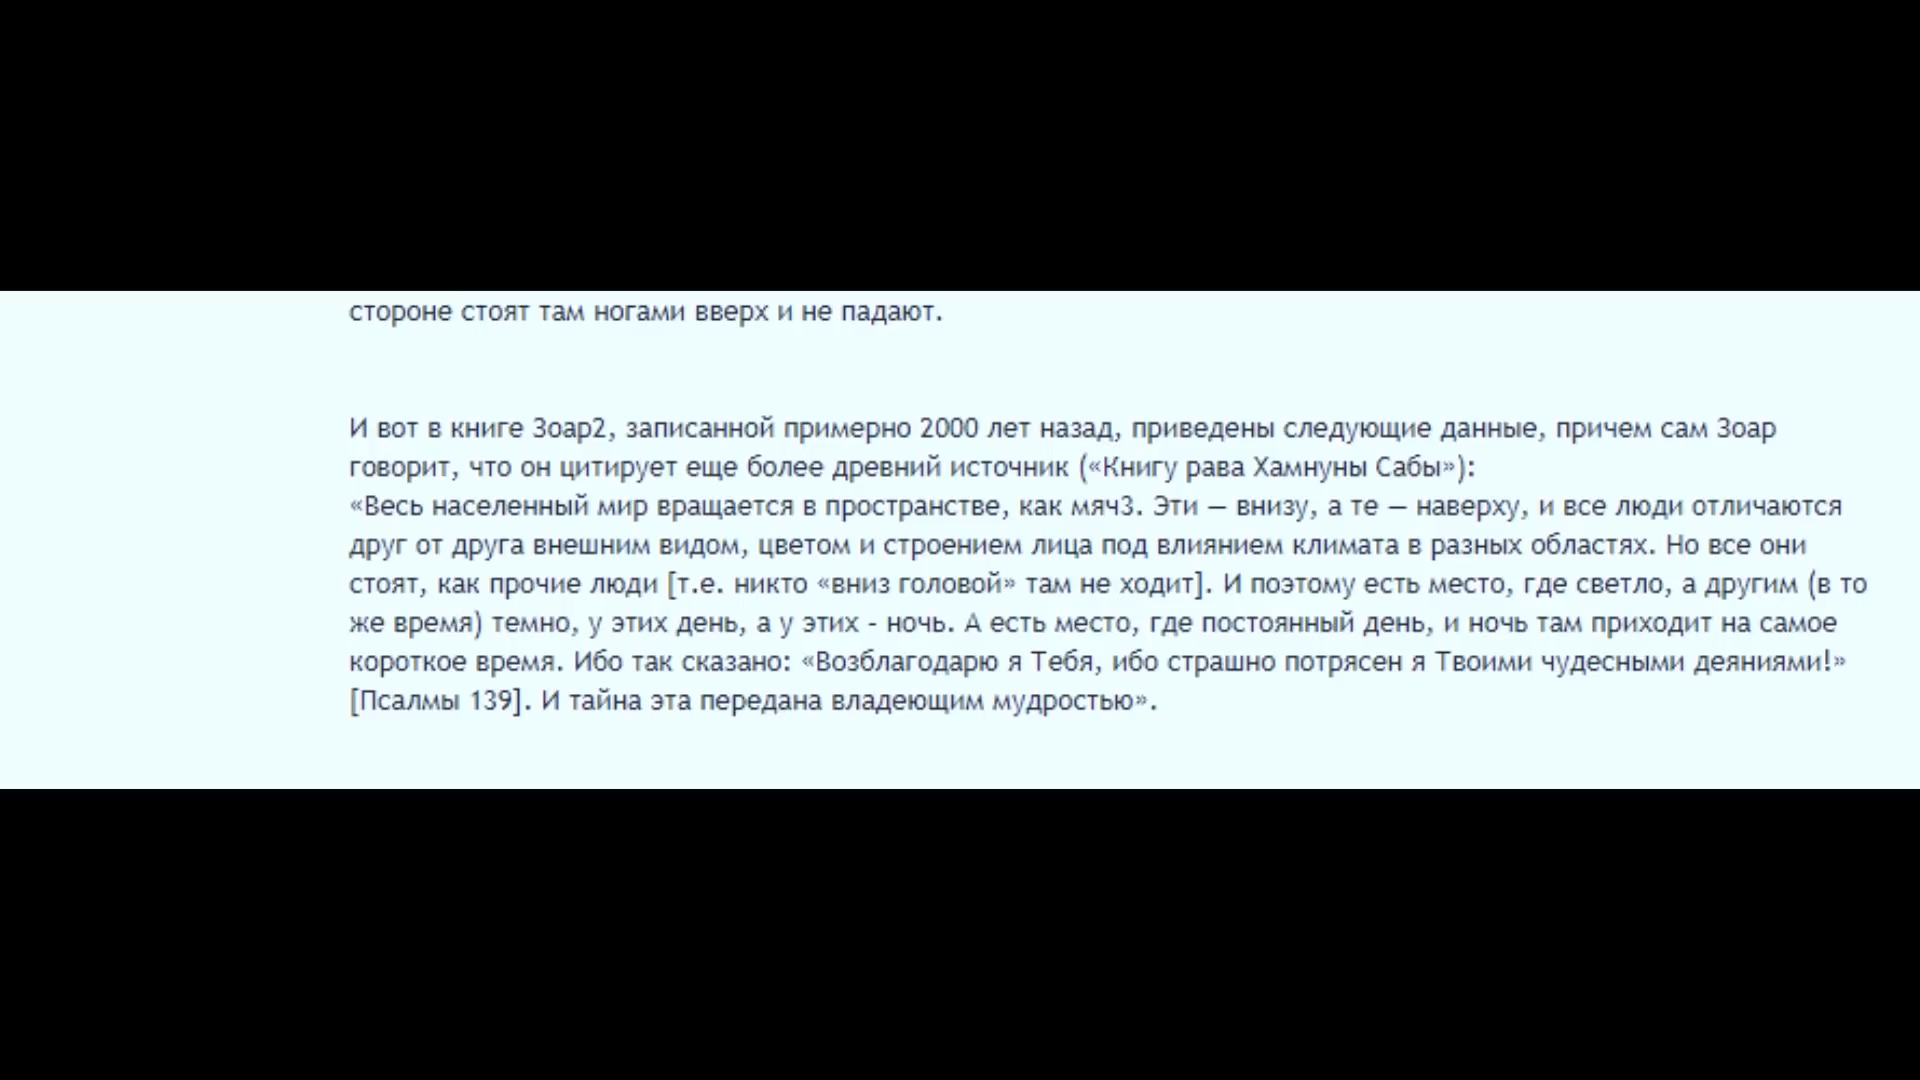 стороне стоят там ногами вверх и не падают.
И вот в книге Зоар2, записанной примерно 2000 лет назад, приведены следующие данные, причем сам Зоар
говорит, что он цитирует еще более древний источник («Книгу рава Хамнуны Сабы»):
«Весь населенный мир вращается в пространстве, как мяч3. Эти — внизу, а те — наверху, и все люди отличаются
друг от друга внешним видом, цветом и строением лица под влиянием климата в разных областях. Но все они
стоят, как прочие люди [т.е. никто «вниз головой» там не ходит]. И поэтому есть место, где светло, а другим (в то
же время) темно, у этих день, а у этих - ночь. А есть место, где постоянный день, и ночь там приходит на самое
короткое время. Ибо так сказано: «Возблагодарю я Тебя, ибо страшно потрясен я Твоими чудесными деяниями!»
[Псалмы 139]. И тайна эта передана владеющим мудростью».